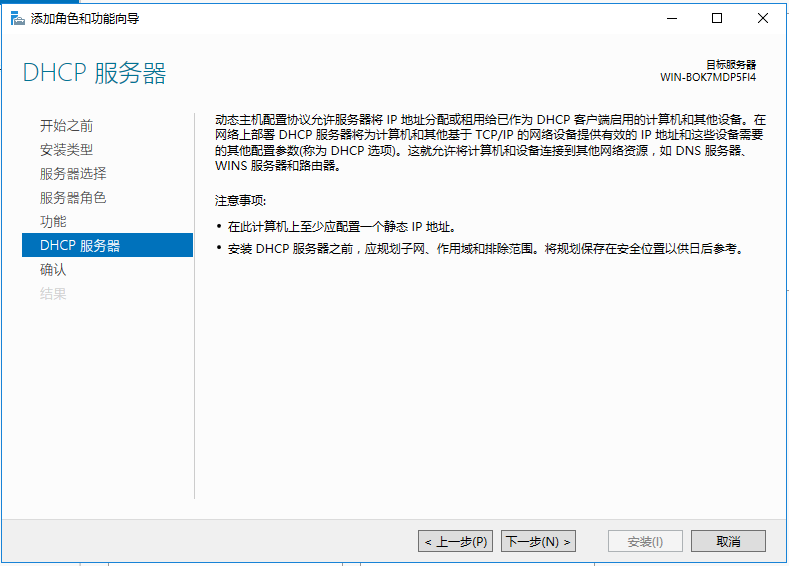 添加角色和功能向导
DHCP 服务器
目标服务器
WIN-BOK7MDP5FI4
开始之前
安装类型
服务器选择
服务器角色
功能
DHCP 服务器
确认
结果
动态主机配置协议允许服务器将 IP 地址分配或租用给已作为 DHCP 客户端启用的计算机和其他设备。在
网络上部署 DHCP 服务器将为计算机和其他基于 TCP/IP 的网络设备提供有效的 IP 地址和这些设备需要
的其他配置参数(称为 DHCP 选项)。这就允许将计算机和设备连接到其他网络资源，如 DNS 服务器、
WINS 服务器和路由器。
注意事项:
• 在此计算机上至少应配置一个静态 IP 地址。
• 安装 DHCP 服务器之前，应规划子网、作用域和排除范围。将规划保存在安全位置以供日后参考。
< 上一步(P)
下一步(N) >
安装(I)
取消